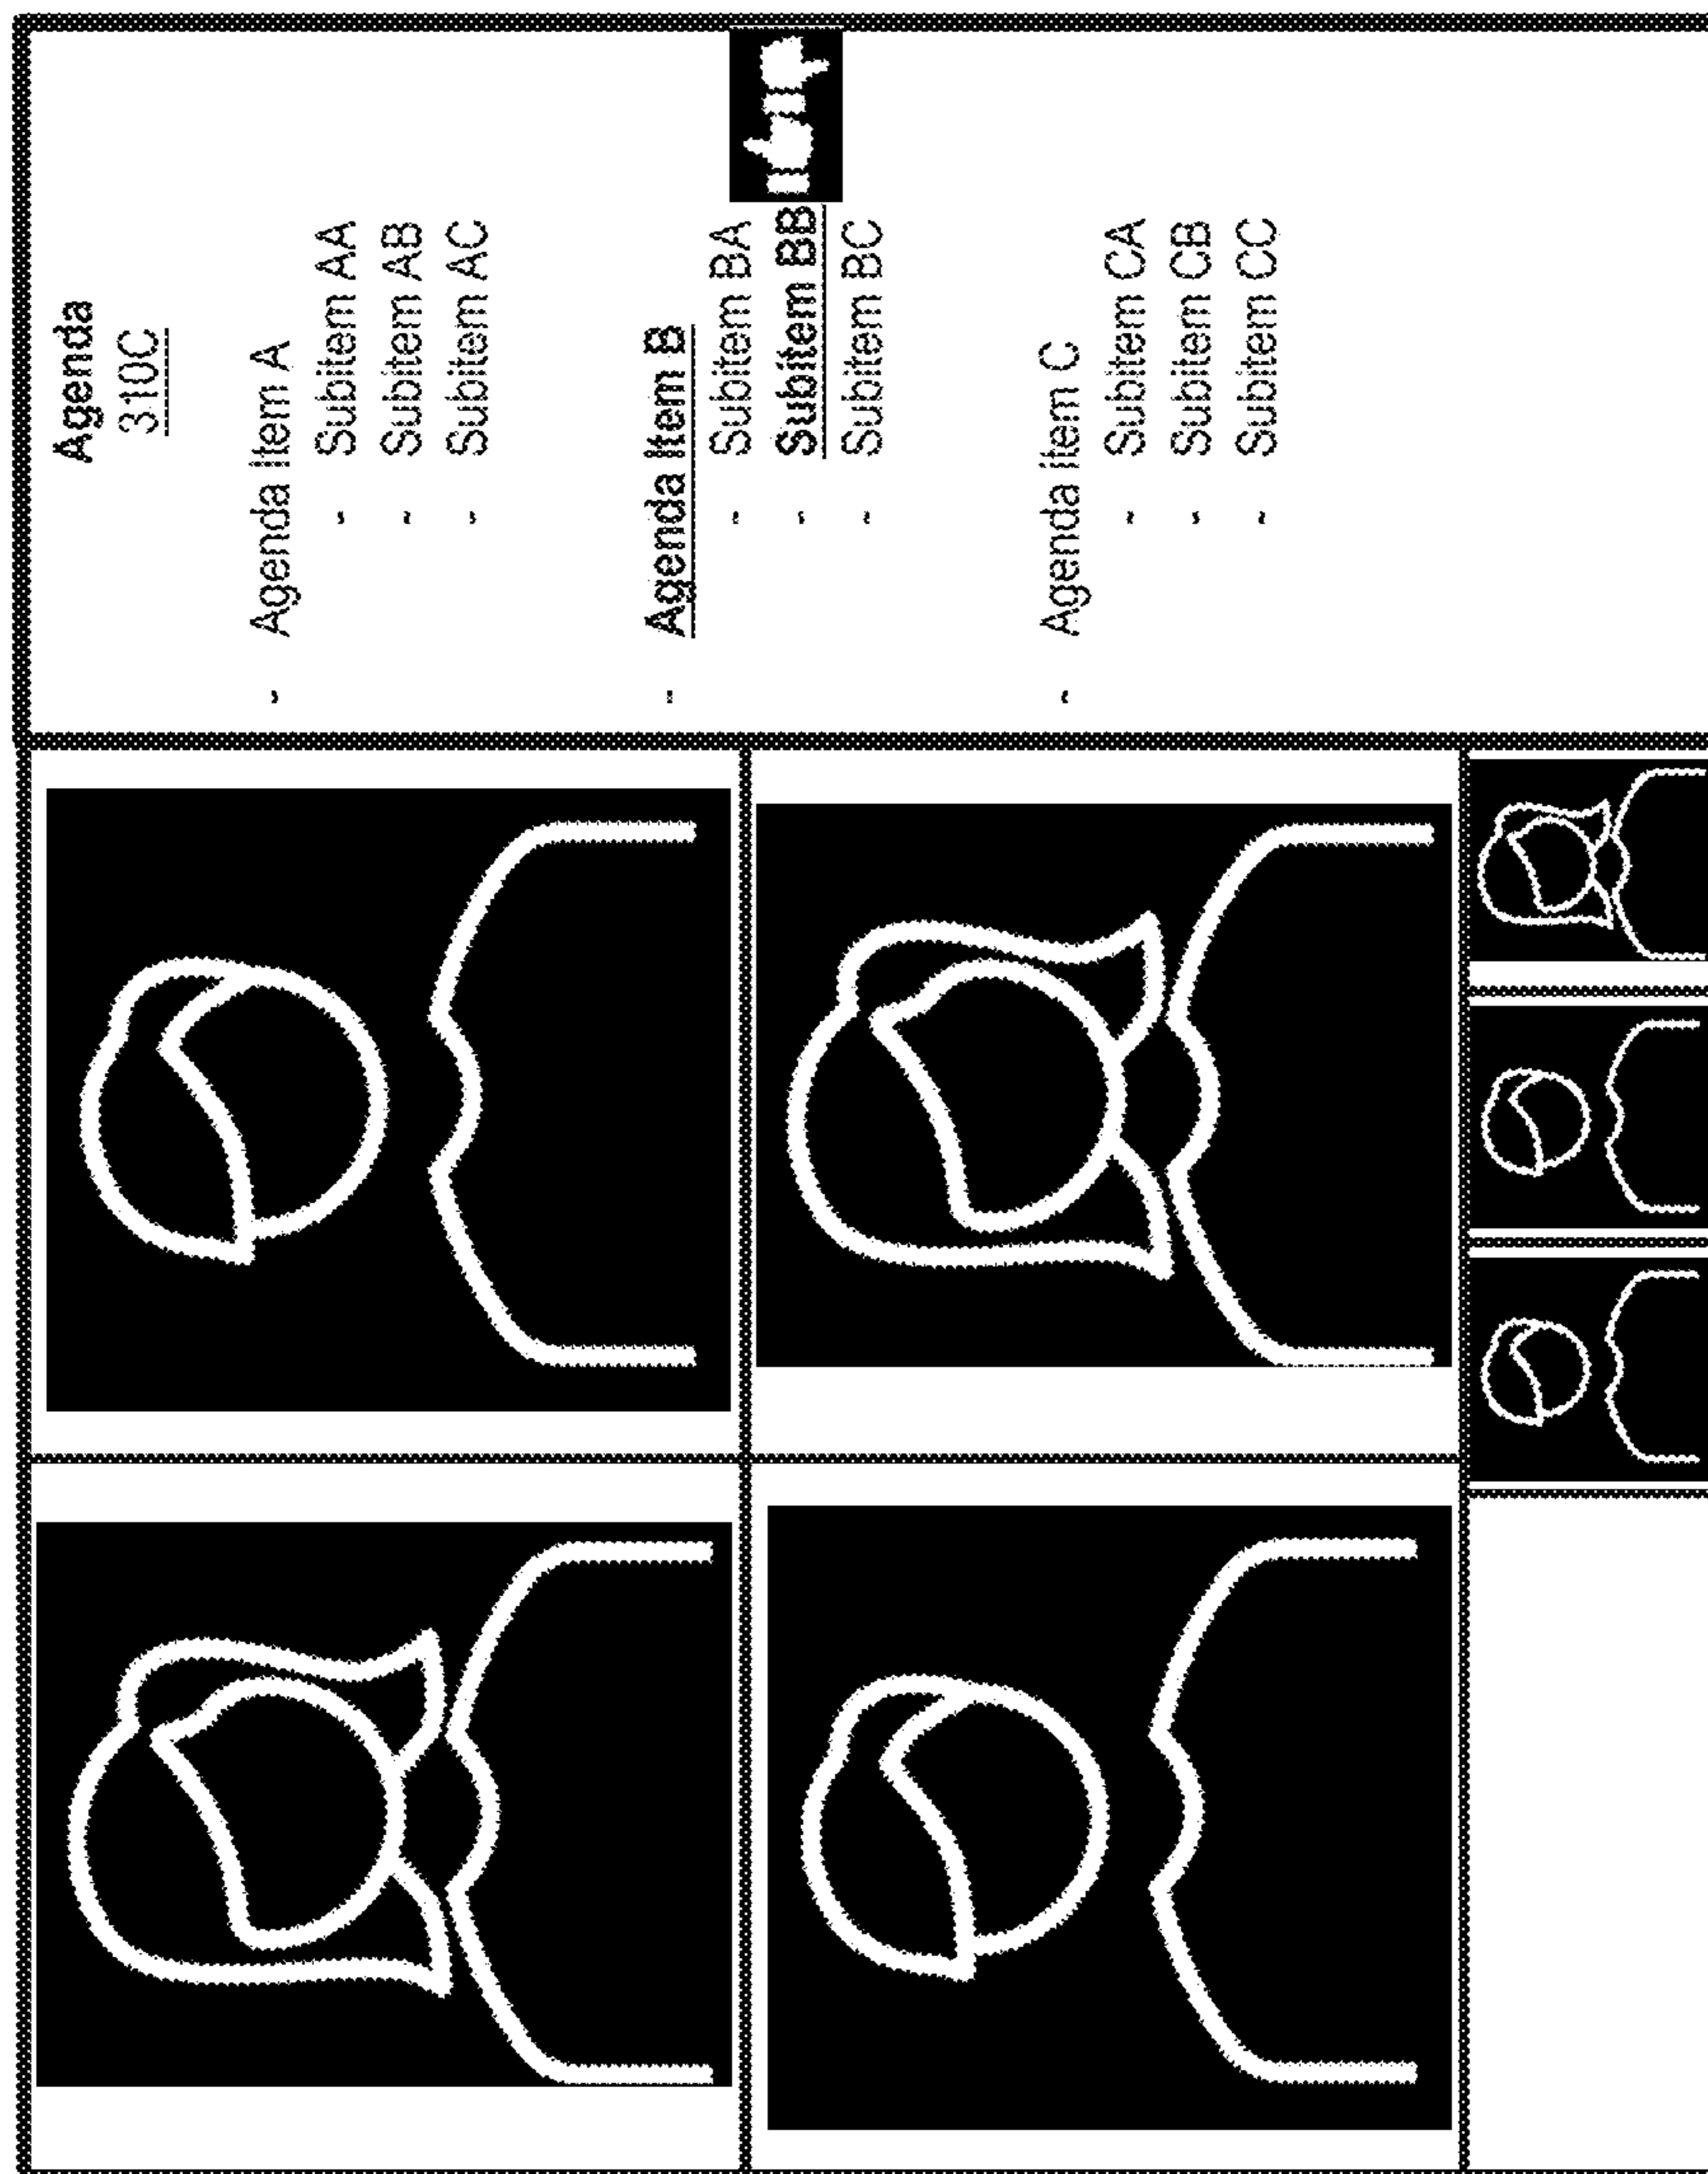 Agenda
310C
- Agenda Item A
- Subitem AA
- Subitem AB
- Subitem AC
- Agenda Item B
- Subitem BA
- Subitem BB
- Subitem BC
- Agenda Item C
- Subitem CA
- Subitem CB
- Subitem CC